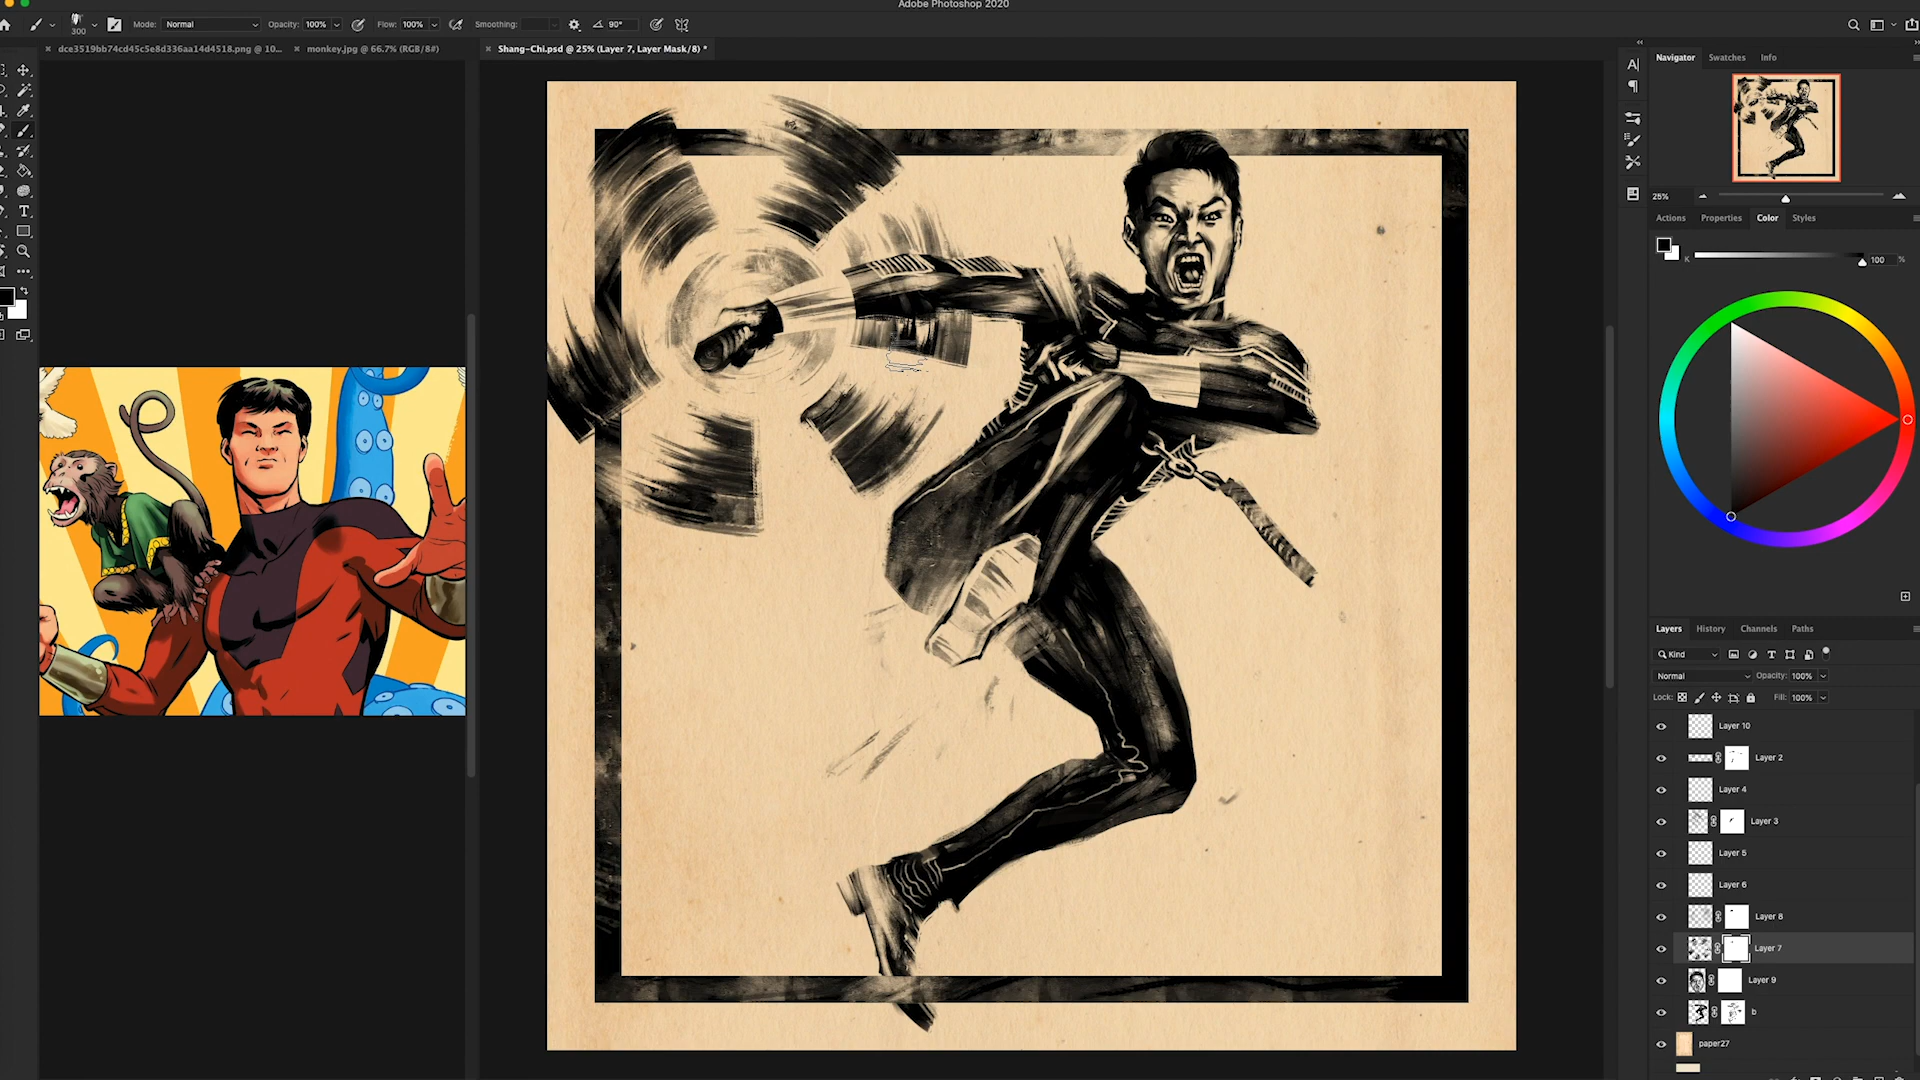 Adobe Photoshop 2020
300
Mode: Normal
Opacity: 100%
Flow: 100%
Smoothing:
90°
dce3519bb74cd45c5e8d336aa14d4518.png @ 10...
monkey.jpg @ 66.7% (RGB/8#)
Shang-Chi.psd @ 25% (Layer 7, Layer Mask/8) *
Navigator
Swatches
Info
25%
Actions
Properties
Color
Styles
K
100
%
Layers
History
Channels
Paths
Kind
Normal
Opacity: 100%
Lock:
Fill: 100%
Layer 10
Layer 2
Layer 4
Layer 3
Layer 5
Layer 6
Layer 8
Layer 7
Layer 9
b
paper27